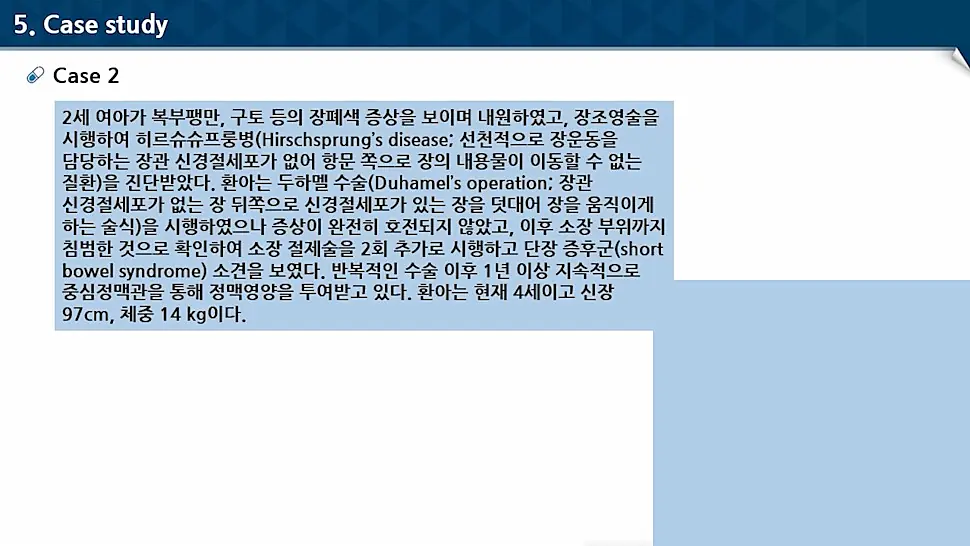 5. Case study
Case 2
2세 여아가 복부팽만, 구토 등의 장폐색 증상을 보이며 내원하였고, 장조영술을
시행하여 히르슈슈프룽병(Hirschsprung's disease; 선천적으로 장운동을
담당하는 장관 신경절세포가 없어 항문 쪽으로 장의 내용물이 이동할 수 없는
질환)을 진단받았다. 환아는 두하멜 수술(Duhamel's operation; 장관
신경절세포가 없는 장 뒤쪽으로 신경절세포가 있는 장을 덧대어 장을 움직이게
하는 술식)을 시행하였으나 증상이 완전히 호전되지 않았고, 이후 소장 부위까지
침범한 것으로 확인하여 소장 절제술을 2회 추가로 시행하고 단장 증후군(short
bowel syndrome) 소견을 보였다. 반복적인 수술 이후 1년 이상 지속적으로
중심정맥관을 통해 정맥영양을 투여받고 있다. 환아는 현재 4세이고 신장
97cm, 체중 14 kg이다.